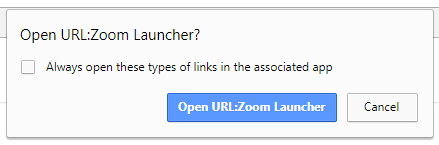 Open URL:Zoom Launcher?
Always open these types of links in the associated app
Open URL:Zoom Launcher Cancel